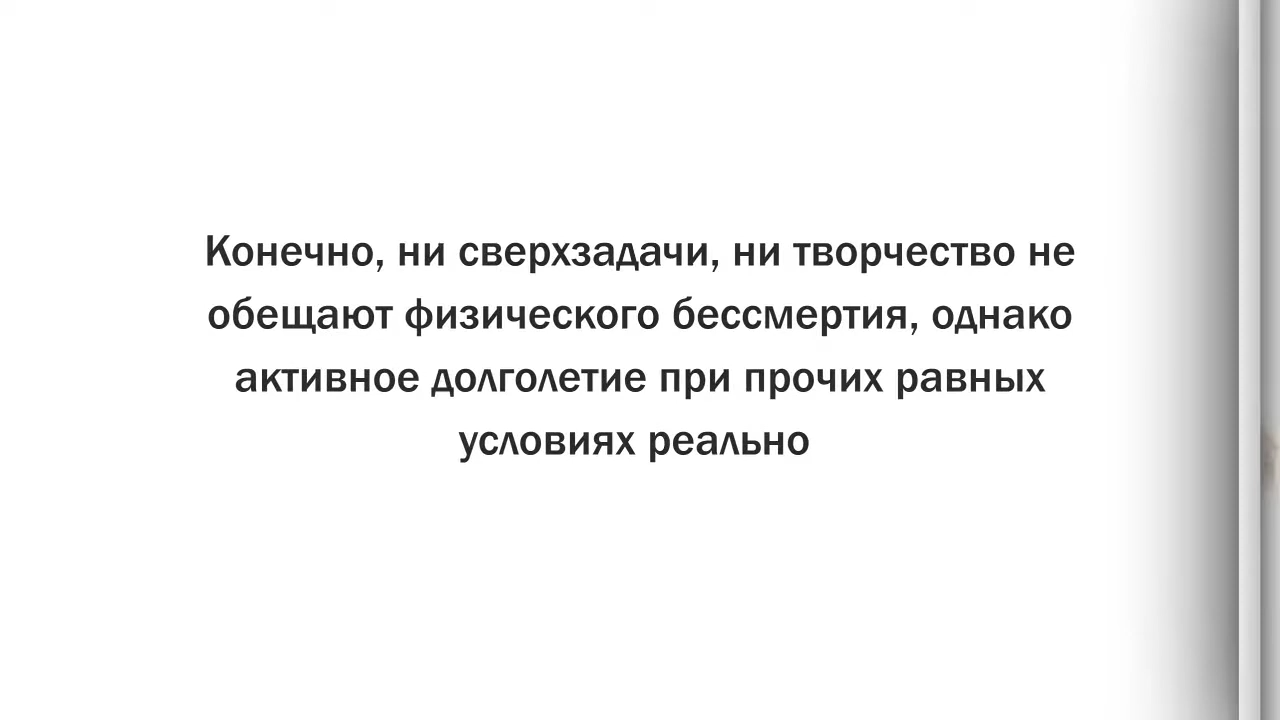 Конечно, ни сверхзадачи, ни творчество не
обещают физического бессмертия, однако
активное долголетие при прочих равных
условиях реально